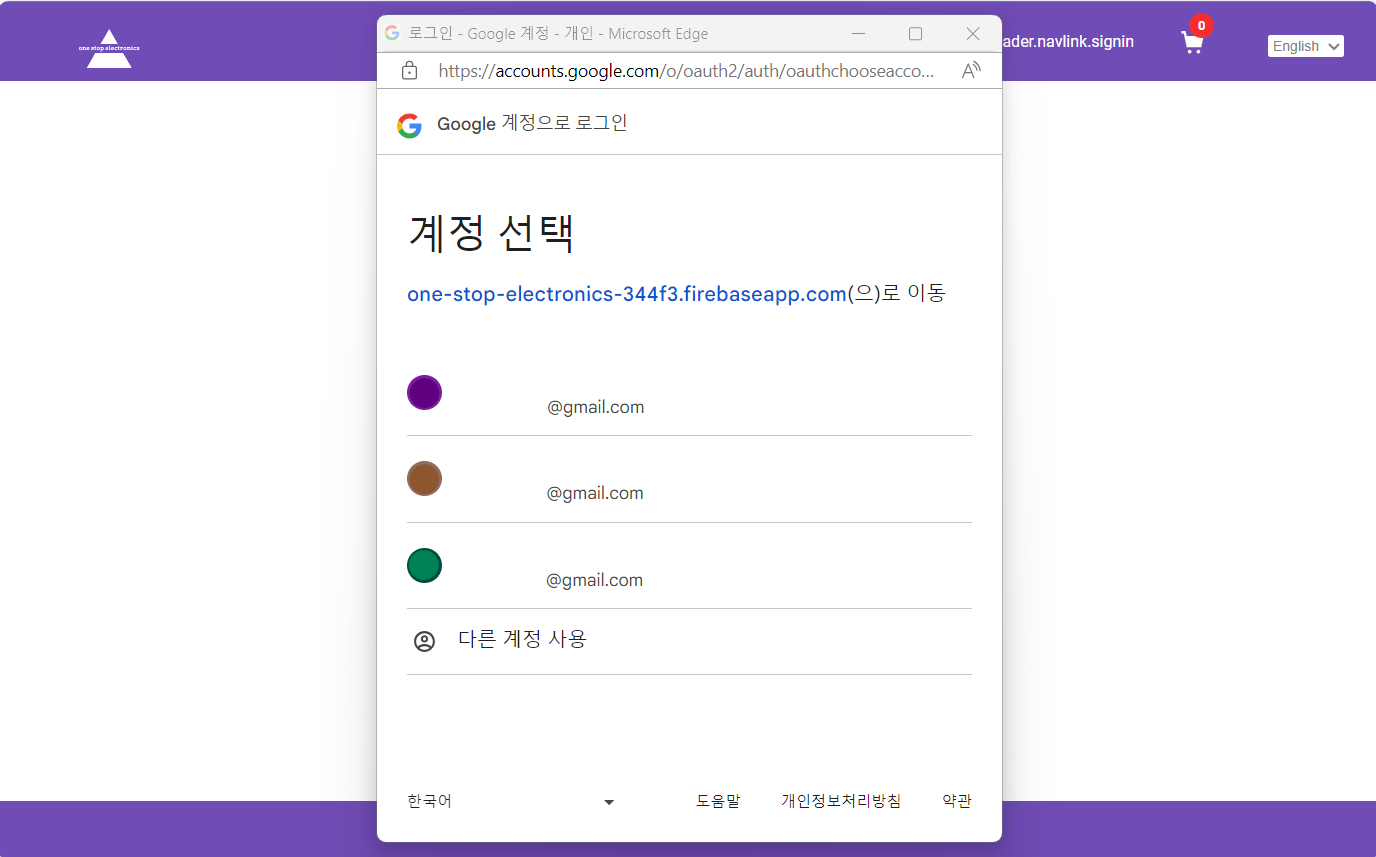 one stop electronics
로그인 - Google 계정 - 개인 - Microsoft Edge
ader.navlink.signin
0
English
https://accounts.google.com/o/oauth2/auth/oauthchooseacco...
Google 계정으로 로그인
계정 선택
one-stop-electronics-344f3.firebaseapp.com(으)로 이동
@gmail.com
@gmail.com
@gmail.com
다른 계정 사용
한국어
도움말
개인정보처리방침
약관